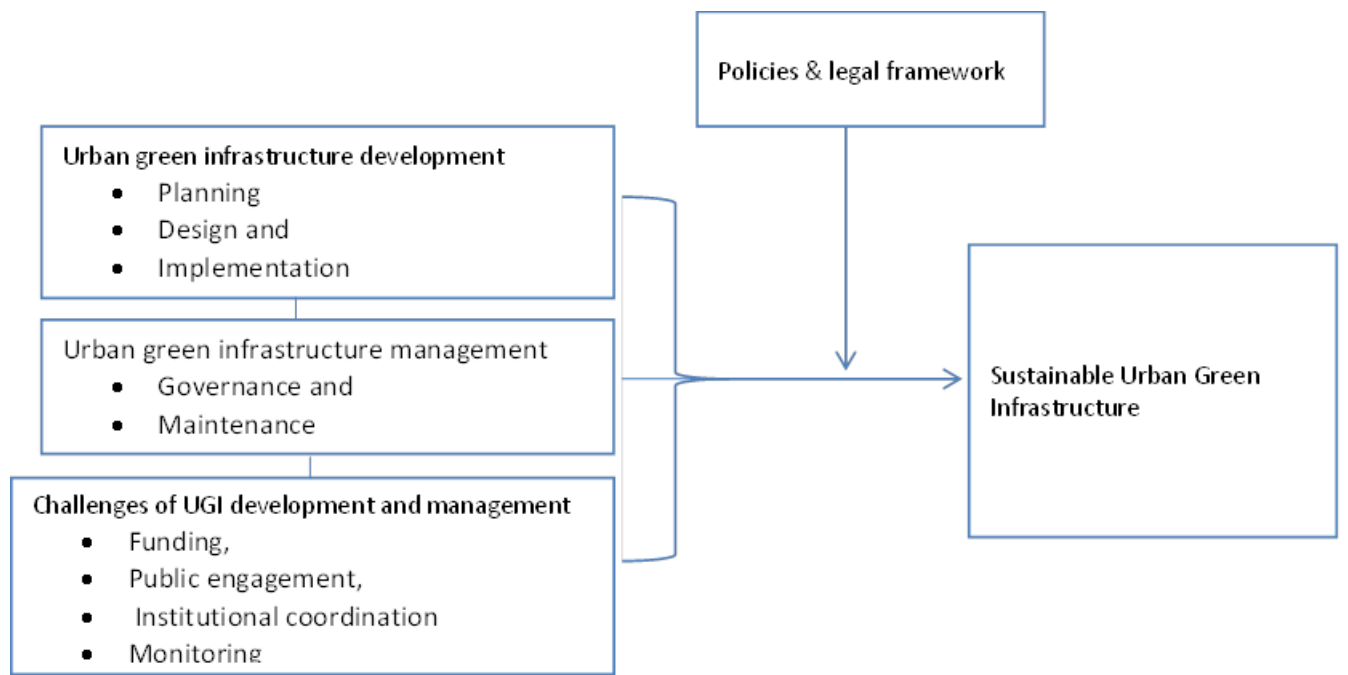 Policies & legal framework
Urban green infrastructure development
• Planning
• Design and
• Implementation
Urban green infrastructure management
• Governance and
• Maintenance
Challenges of UGI development and management
• Funding,
• Public engagement,
• Institutional coordination
• Monitoring
Sustainable Urban Green
Infrastructure